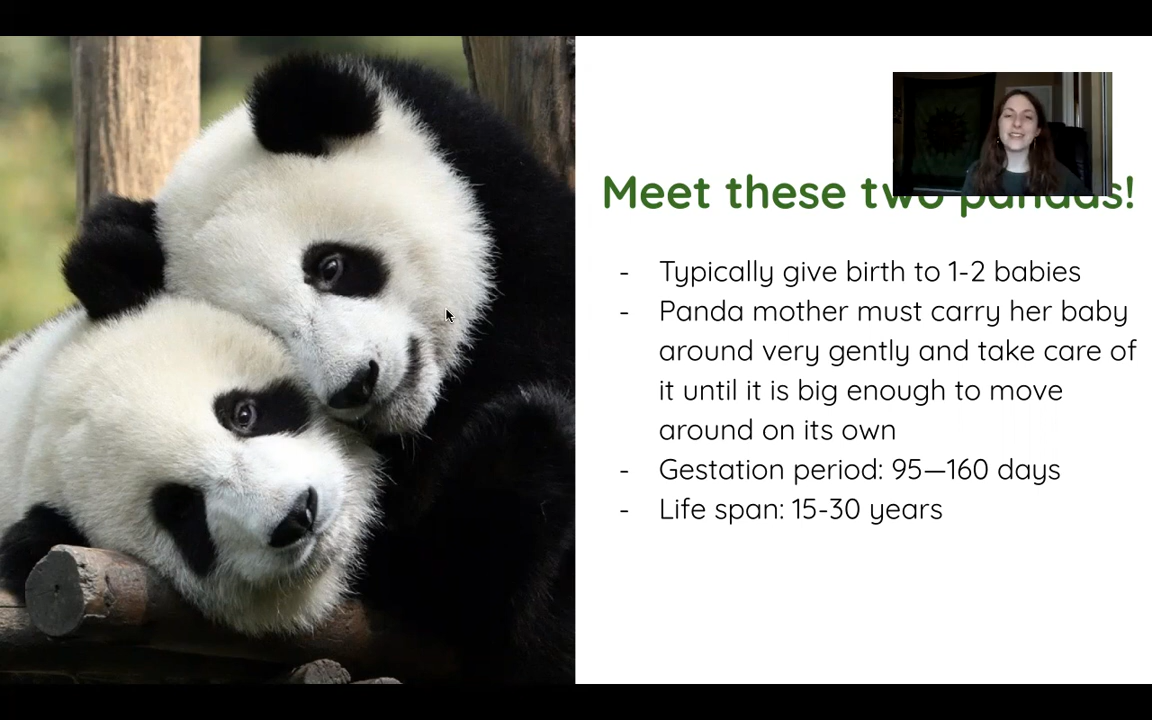 Meet these two pandas!
- Typically give birth to 1-2 babies
- Panda mother must carry her baby
around very gently and take care of
it until it is big enough to move
around on its own
- Gestation period: 95—160 days
- Life span: 15-30 years